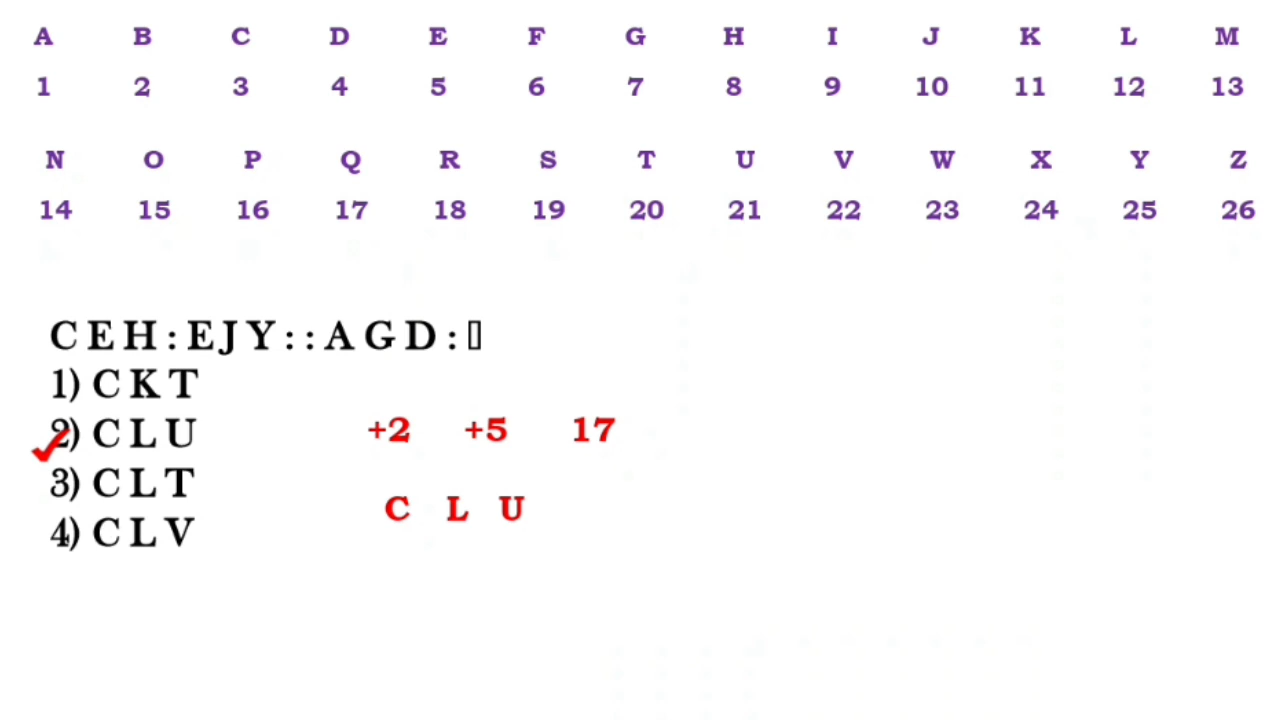 A B C D E F G H I J K L M
1 2 3 4 5 6 7 8 9 10 11 12 13
N O P Q R S T U V W X Y Z
14 15 16 17 18 19 20 21 22 23 24 25 26
C E H : E J Y : : A G D : ▯
1) C K T
2) C L U +2 +5 17
3) C L T
C L U
4) C L V